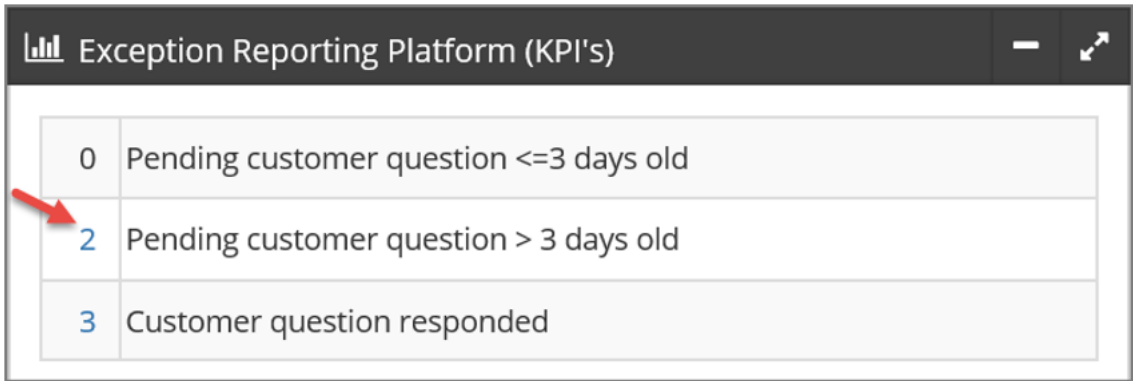 Exception Reporting Platform (KPI's)
0 Pending customer question <=3 days old
2 Pending customer question > 3 days old
3 Customer question responded